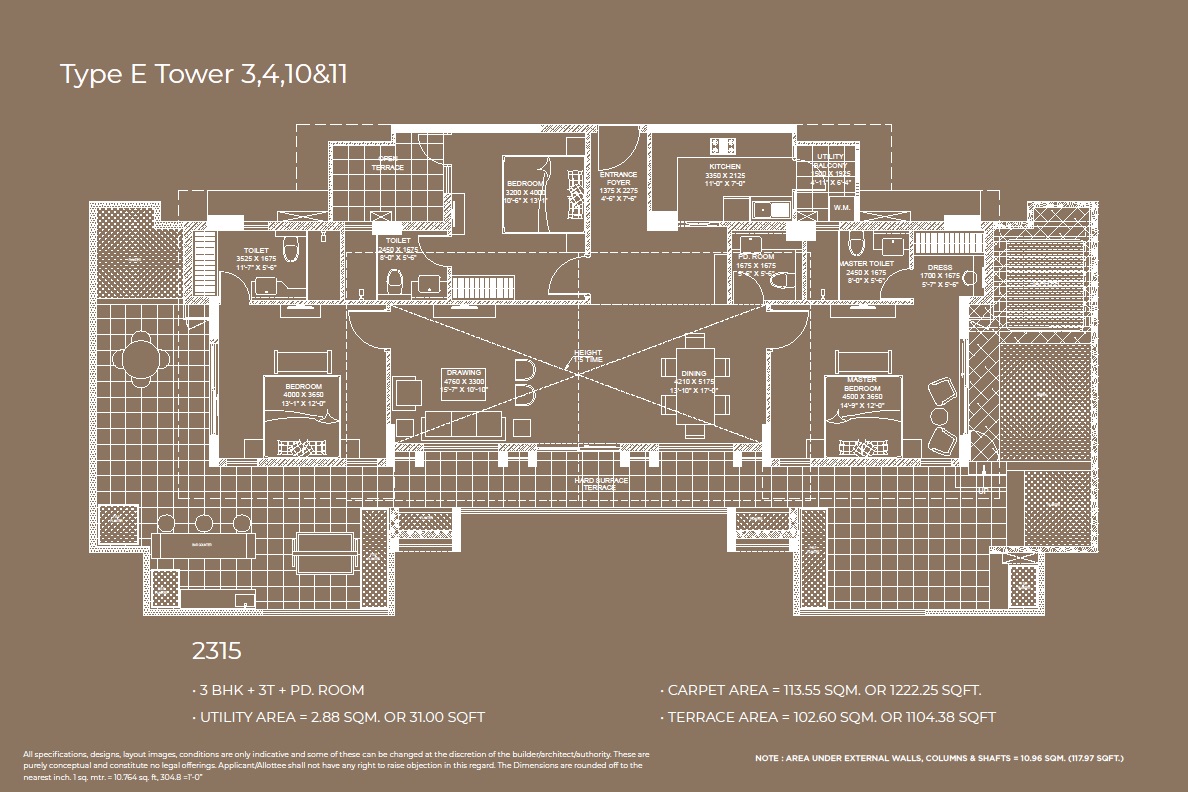 Type E Tower 3,4,10&11
OPEN
TERRACE
BEDROOM
3200 X 4000
10'-6" X 13'-1"
ENTRANCE
FOYER
1375 X 2275
4'-6" X 7'-6"
KITCHEN
3350 X 2125
11'-0" X 7'-0"
UTILITY
BALCONY
1500 X 1925
4'-11" X 6'-4"
W.M.
TOILET
3525 X 1675
11'-7" X 5'-6"
TOILET
2450 X 1675
8'-0" X 5'-6"
PD. ROOM
1675 X 1675
5'-6" X 5'-6"
MASTER TOILET
2450 X 1675
8'-0" X 5'-6"
DRESS
1700 X 1675
5'-7" X 5'-6"
HEIGHT
1.5 TIME
BEDROOM
4000 X 3650
13'-1" X 12'-0"
DRAWING
4760 X 3300
15'-7" X 10'-10"
DINING
4210 X 5175
13'-10" X 17'-0"
MASTER
BEDROOM
4500 X 3650
14'-9" X 12'-0"
HARD SURFACE
TERRACE
UP
2315
• 3 BHK + 3T + PD. ROOM
• UTILITY AREA = 2.88 SQM. OR 31.00 SQFT
• CARPET AREA = 113.55 SQM. OR 1222.25 SQFT.
• TERRACE AREA = 102.60 SQM. OR 1104.38 SQFT
All specifications, designs, layout images, conditions are only indicative and some of these can be changed at the discretion of the builder/architect/authority. These are
purely conceptual and constitute no legal offerings. Applicant/Allottee shall not have any right to raise objection in this regard. The Dimensions are rounded off to the
nearest inch. 1 sq. mtr. = 10.764 sq. ft, 304.8 =1'-0"
NOTE : AREA UNDER EXTERNAL WALLS, COLUMNS & SHAFTS = 10.96 SQM. (117.97 SQFT.)